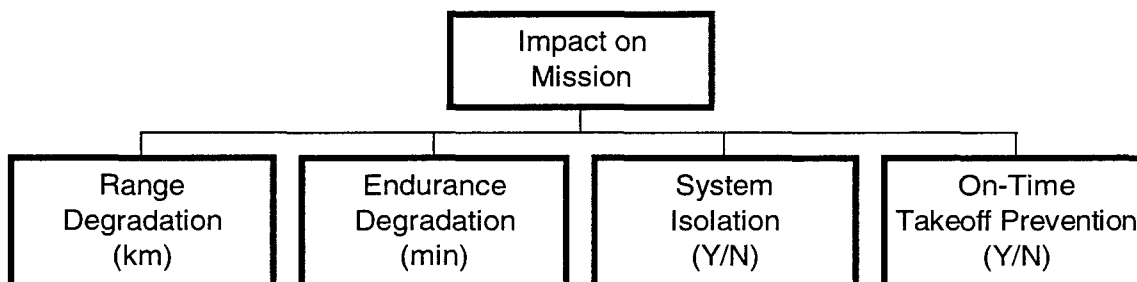 Impact on
Mission
Range
Degradation
(km)
Endurance
Degradation
(min)
System
Isolation
(Y/N)
On-Time
Takeoff Prevention
(Y/N)